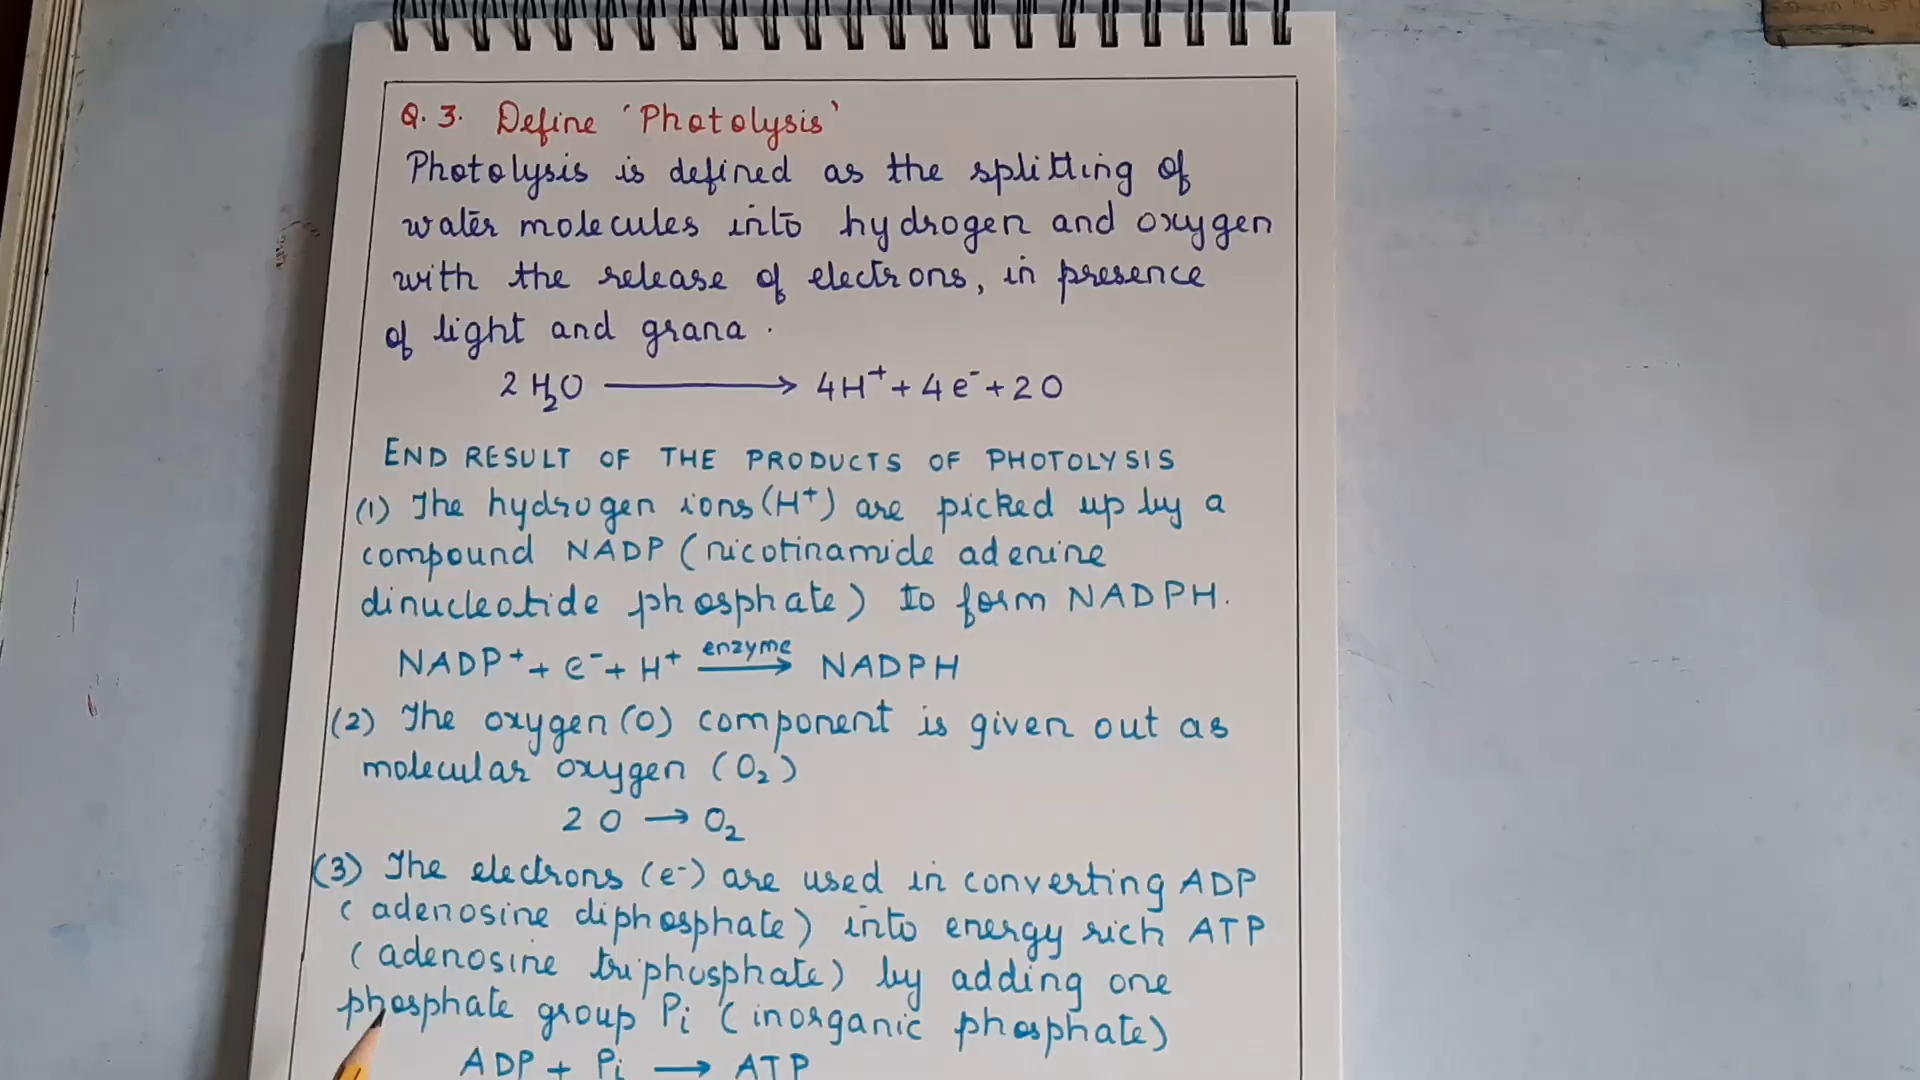 Q. 3. Define 'Photolysis'
Photolysis is defined as the splitting of
water molecules into hydrogen and oxygen
with the release of electrons, in presence
of light and grana.
2 H₂O ⟶ 4H⁺ + 4e⁻ + 2O
END RESULT OF THE PRODUCTS OF PHOTOLYSIS
(1) The hydrogen ions (H⁺) are picked up by a
compound NADP (nicotinamide adenine
dinucleotide phosphate) to form NADPH.
NADP⁺ + e⁻ + H⁺ enzyme⟶ NADPH
(2) The oxygen (O) component is given out as
molecular oxygen (O₂)
2 O → O₂
(3) The electrons (e⁻) are used in converting ADP
(adenosine diphosphate) into energy rich ATP
(adenosine triphosphate) by adding one
phosphate group Pi (inorganic phosphate)
ADP + Pi → ATP